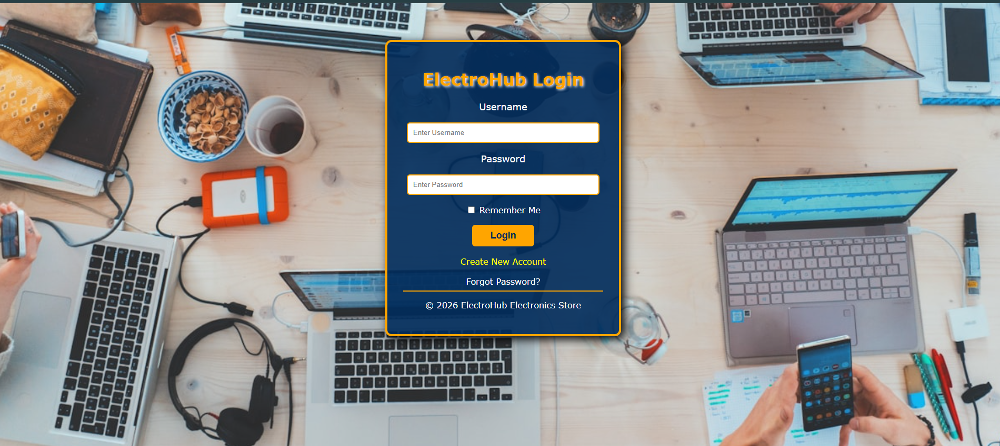 ElectroHub Login
Username
Enter Username
Password
Enter Password
Remember Me
Login
Create New Account
Forgot Password?
© 2026 ElectroHub Electronics Store